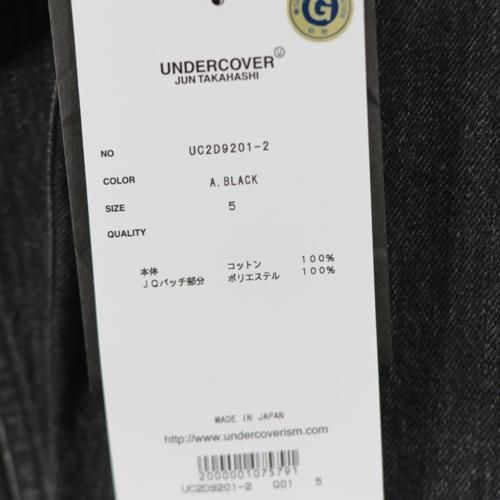 G
UNDERCOVER U
JUN TAKAHASHI
NO UC2D9201-2
COLOR A.BLACK
SIZE 5
QUALITY
本体 コットン 100%
JQパッチ部分 ポリエステル 100%
MADE IN JAPAN
http://www.undercoverism.com
2000001075791
UC2D9201-2 G01 5